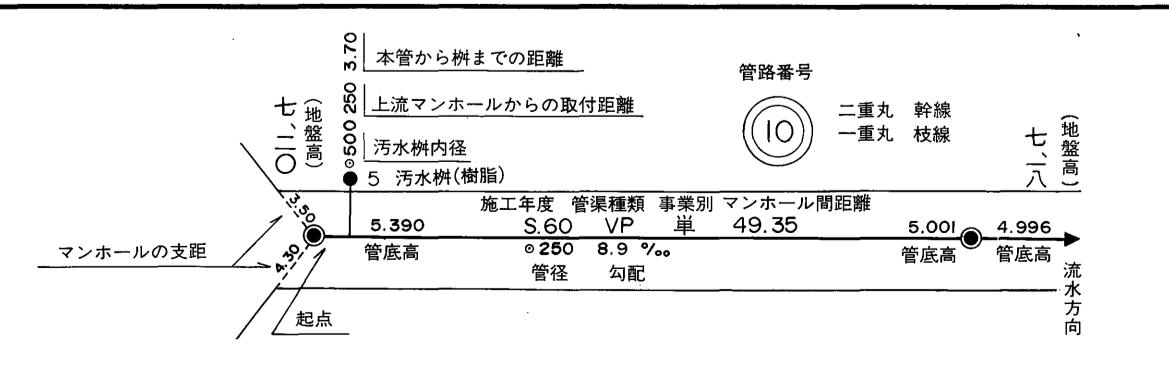 3.70
本管から桝までの距離
250
上流マンホールからの取付距離
⌾500
汚水桝内径
5 汚水桝(樹脂)
七、二一〇
(地盤高)
管路番号
10
二重丸 幹線
一重丸 枝線
七、一八
(地盤高)
施工年度 管渠種類 事業別 マンホール間距離
S.60 VP 単 49.35
⌾250 8.9 ‰
管径 勾配
3.50
4.30
マンホールの支距
起点
5.390
管底高
5.001
管底高
4.996
管底高
流水方向